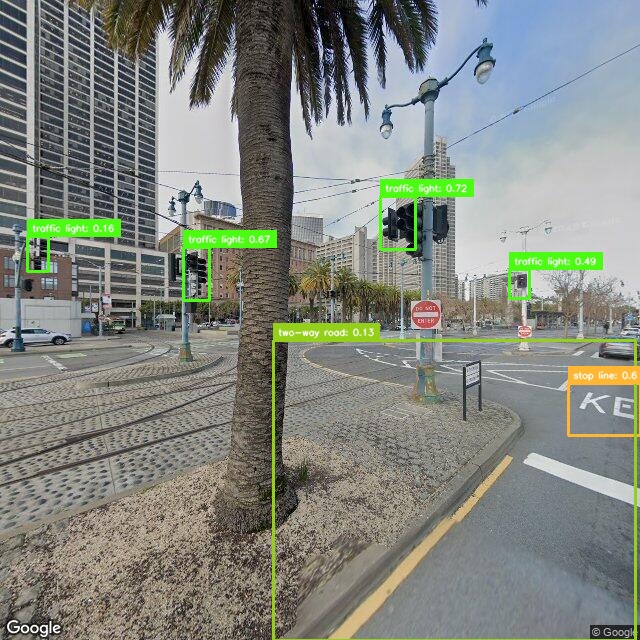 traffic light: 0.72
traffic light: 0.16
traffic light: 0.67
traffic light: 0.49
DO NOT
ENTER
two-way road: 0.13
stop line: 0.6
KE
Google
© Google